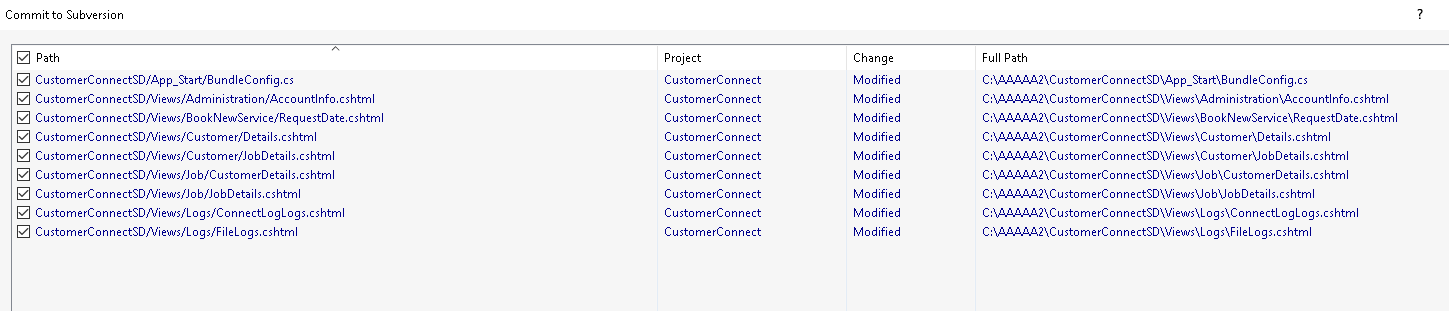 Commit to Subversion ?
Path Project Change Full Path
CustomerConnectSD/App_Start/BundleConfig.cs CustomerConnect Modified C:\AAAAA2\CustomerConnectSD\App_Start\BundleConfig.cs
CustomerConnectSD/Views/Administration/AccountInfo.cshtml CustomerConnect Modified C:\AAAAA2\CustomerConnectSD\Views\Administration\AccountInfo.cshtml
CustomerConnectSD/Views/BookNewService/RequestDate.cshtml CustomerConnect Modified C:\AAAAA2\CustomerConnectSD\Views\BookNewService\RequestDate.cshtml
CustomerConnectSD/Views/Customer/Details.cshtml CustomerConnect Modified C:\AAAAA2\CustomerConnectSD\Views\Customer\Details.cshtml
CustomerConnectSD/Views/Customer/JobDetails.cshtml CustomerConnect Modified C:\AAAAA2\CustomerConnectSD\Views\Customer\JobDetails.cshtml
CustomerConnectSD/Views/Job/CustomerDetails.cshtml CustomerConnect Modified C:\AAAAA2\CustomerConnectSD\Views\Job\CustomerDetails.cshtml
CustomerConnectSD/Views/Job/JobDetails.cshtml CustomerConnect Modified C:\AAAAA2\CustomerConnectSD\Views\Job\JobDetails.cshtml
CustomerConnectSD/Views/Logs/ConnectLogLogs.cshtml CustomerConnect Modified C:\AAAAA2\CustomerConnectSD\Views\Logs\ConnectLogLogs.cshtml
CustomerConnectSD/Views/Logs/FileLogs.cshtml CustomerConnect Modified C:\AAAAA2\CustomerConnectSD\Views\Logs\FileLogs.cshtml